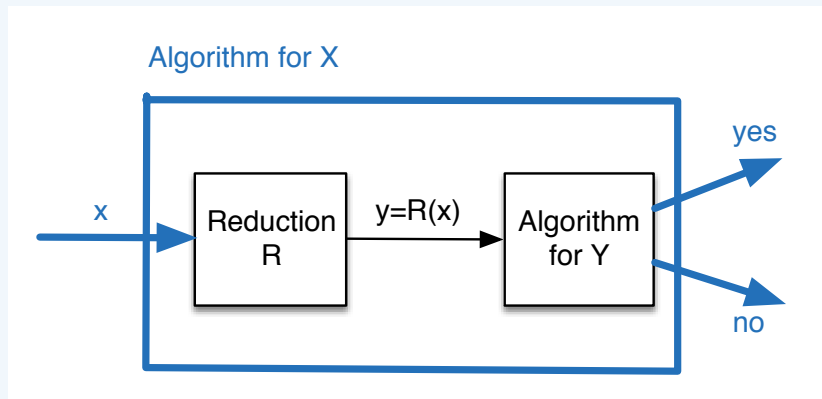 Algorithm for X
yes
x
Reduction
R
y=R(x)
Algorithm
for Y
no